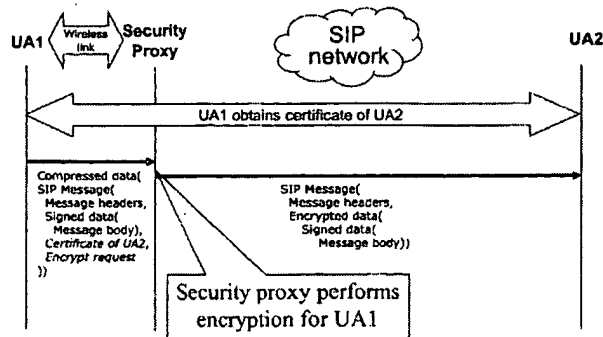 UA1
Wireless
link
Security
Proxy
SIP
network
UA2
UA1 obtains certificate of UA2
Compressed data(
SIP Message(
Message headers,
Signed data(
Message body),
Certificate of UA2,
Encrypt request
))
SIP Message(
Message headers,
Encrypted data(
Signed data(
Message body))
Security proxy performs
encryption for UA1